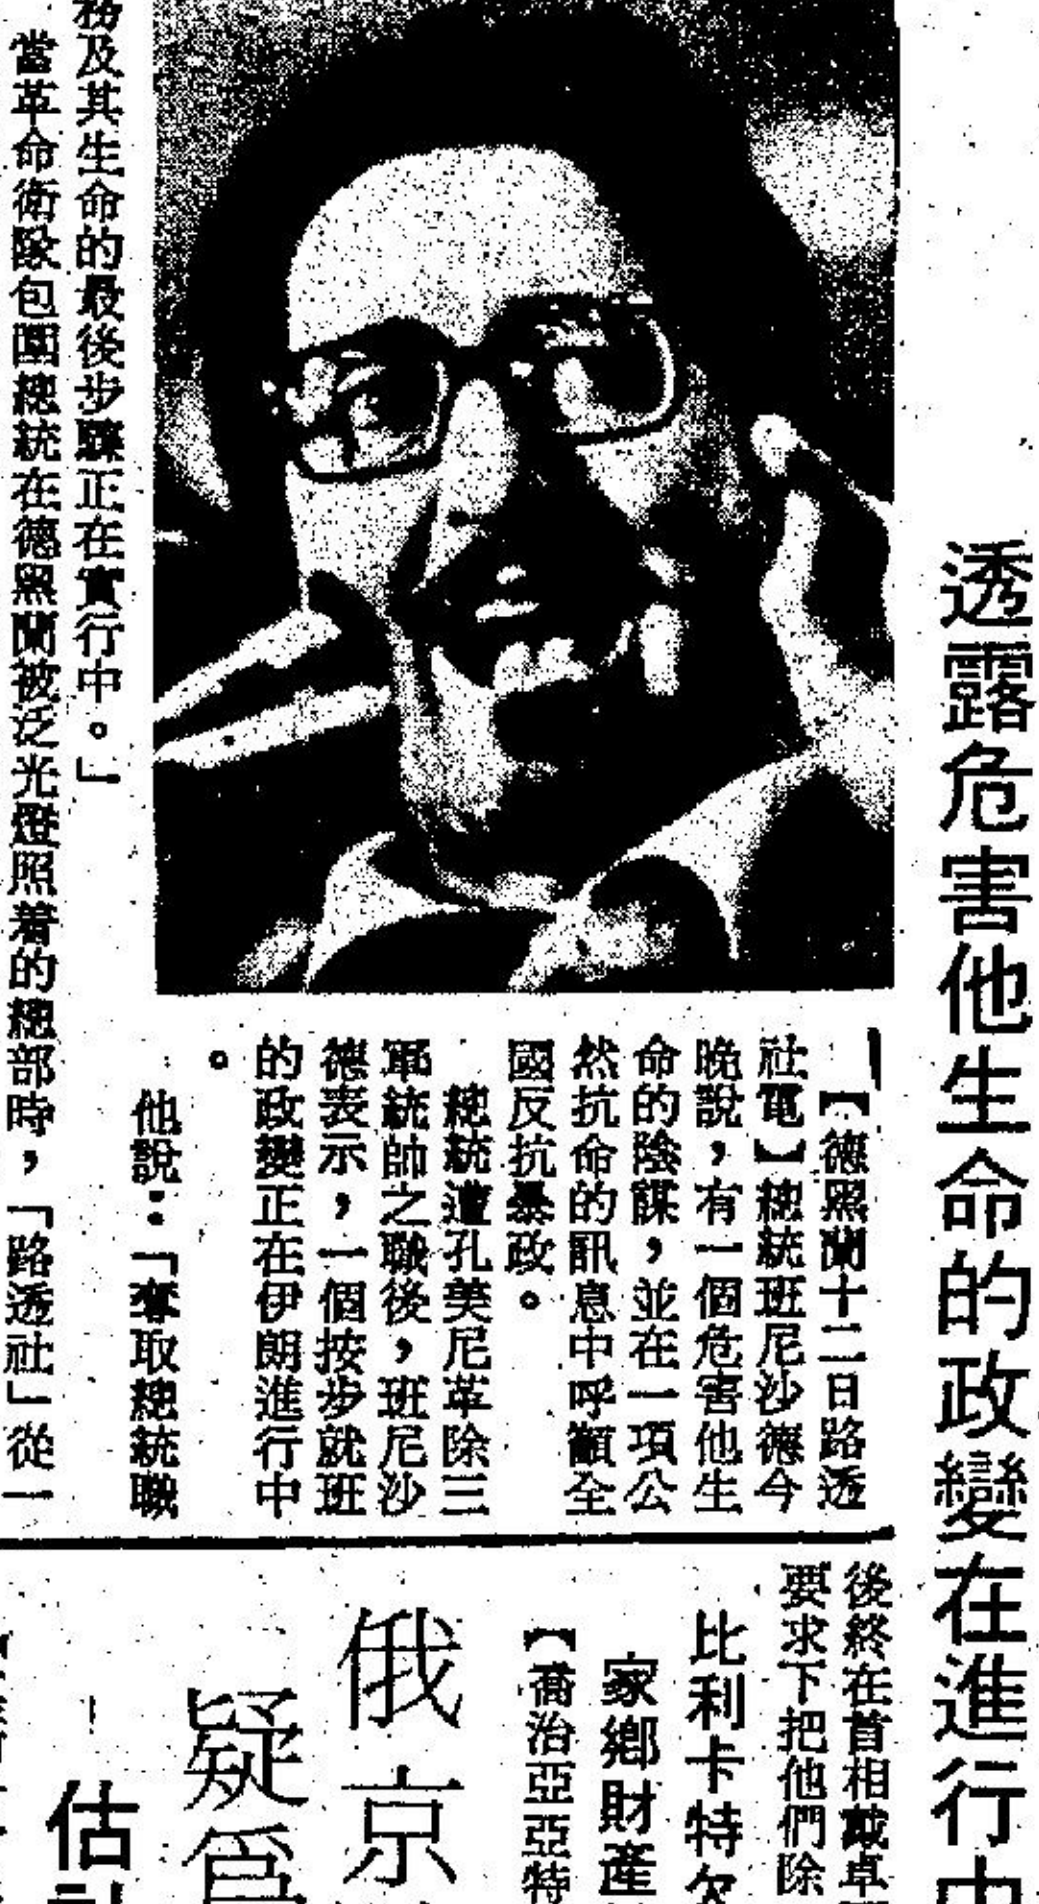 透露危害他生命的政變在進行中
【德黑蘭十二日路透
社電】總統班尼沙德今
晚說，有一個危害他生
命的陰謀，並在一項公
然抗命的訊息中呼籲全
國反抗暴政。
總統遭孔美尼革除三
軍統帥之職後，班尼沙
德表示，一個按步就班
的政變正在伊朗進行中
。
他說：「奪取總統職
務及其生命的最後步驟正在實行中。」
當革命衛隊包圍總統在德黑蘭被泛光燈照着的總部時，「路透社」從一
後終在首相戴卓
要求下把他們除
比利卡特欠
家鄉財產
【喬治亞亞特
俄京
疑爲
估計